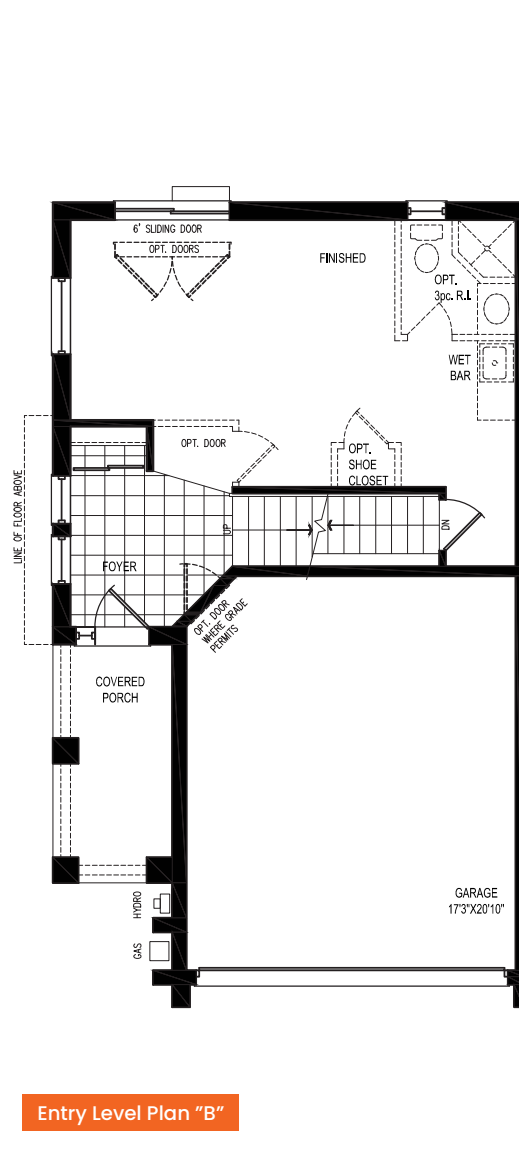 6' SLIDING DOOR
OPT. DOORS
FINISHED
OPT.
3pc. R.I.
WET
BAR
OPT. DOOR
OPT.
SHOE
CLOSET
LINE OF FLOOR ABOVE
UP
DN
FOYER
OPT. DOOR
WHERE GRADE
PERMITS
COVERED
PORCH
GARAGE
17'3"X20'10"
HYDRO
GAS
Entry Level Plan "B"